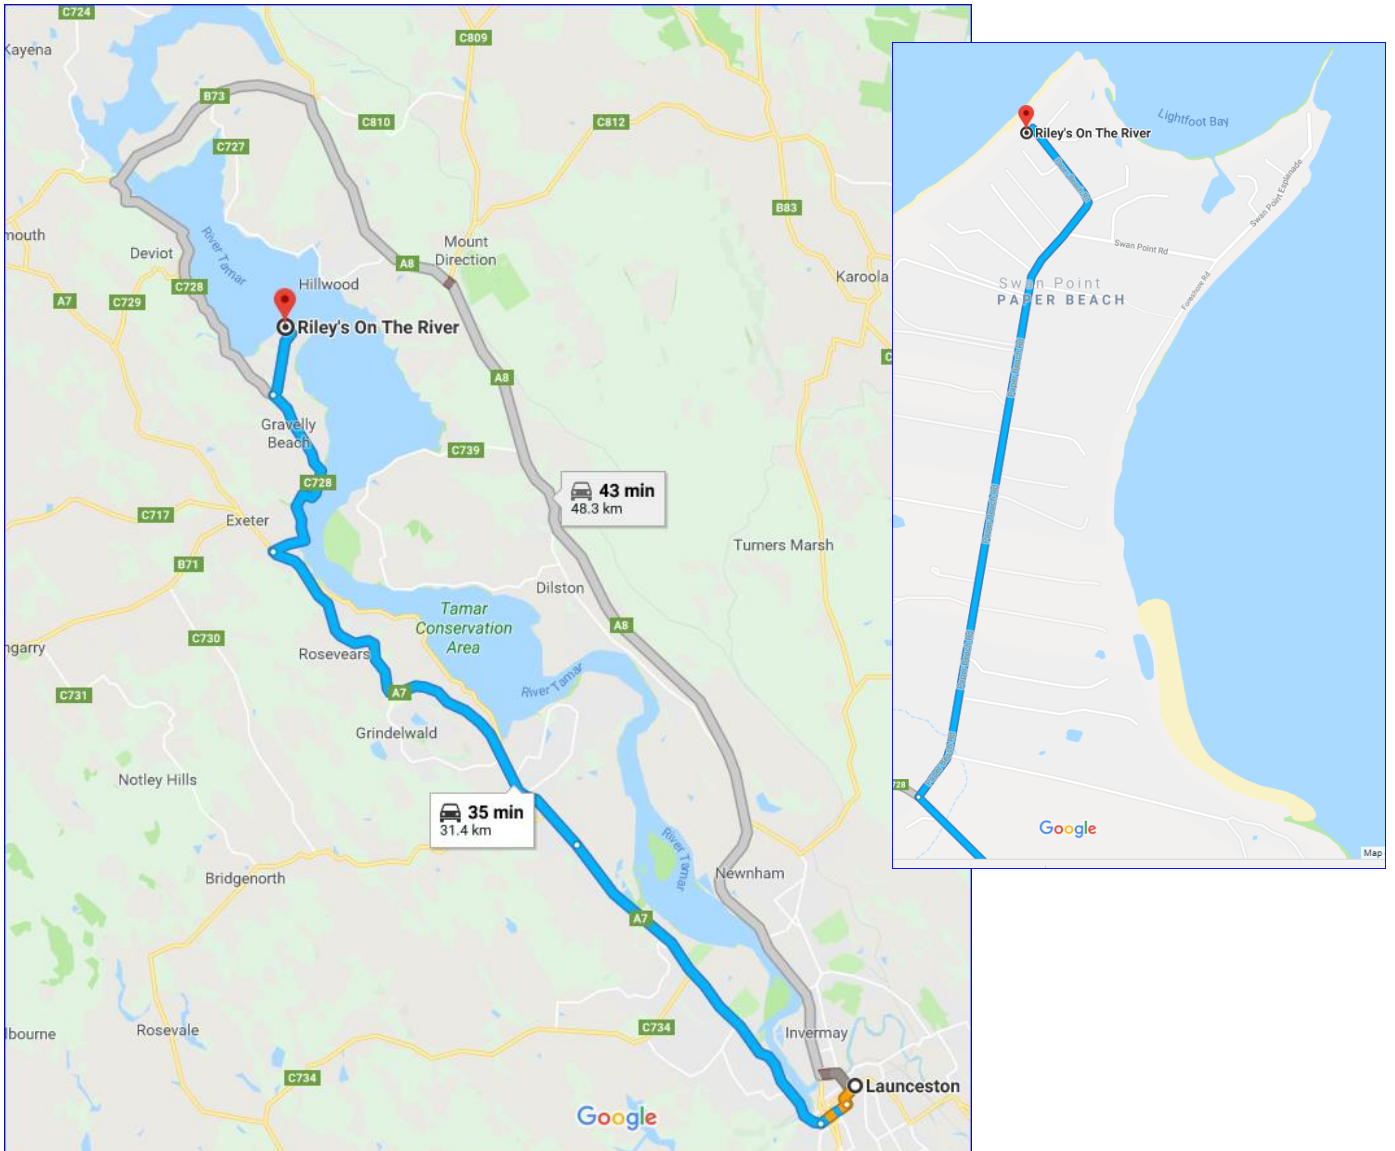 C724
C809
Kayena
B73
C810
C812
C727
B83
mouth
River Tamar
Deviot
Mount
Direction
A8
Karoola
Hillwood
C728
A7
C729
Riley's On The River
A8
Gravelly
Beach
C739
C728
43 min
48.3 km
C717
Exeter
Turners Marsh
B71
Dilston
Tamar
Conservation
Area
A8
C730
ngarry
Rosevears
River Tamar
C731
A7
Grindelwald
Notley Hills
35 min
31.4 km
River Tamar
Bridgenorth
Newnham
A7
lbourne
Rosevale
C734
Invermay
C734
Launceston
Google
Lightfoot Bay
Riley's On The River
Swan Point Esplanade
Swan Point Rd
Foreshore Rd
Swan Point
PAPER BEACH
728
Google
Map